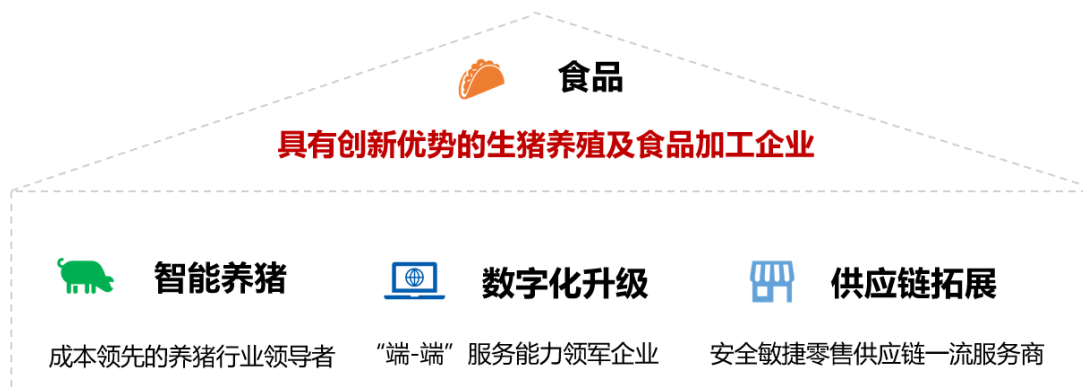 食品
具有创新优势的生猪养殖及食品加工企业
智能养猪
数字化升级
供应链拓展
成本领先的养猪行业领导者
“端-端”服务能力领军企业
安全敏捷零售供应链一流服务商